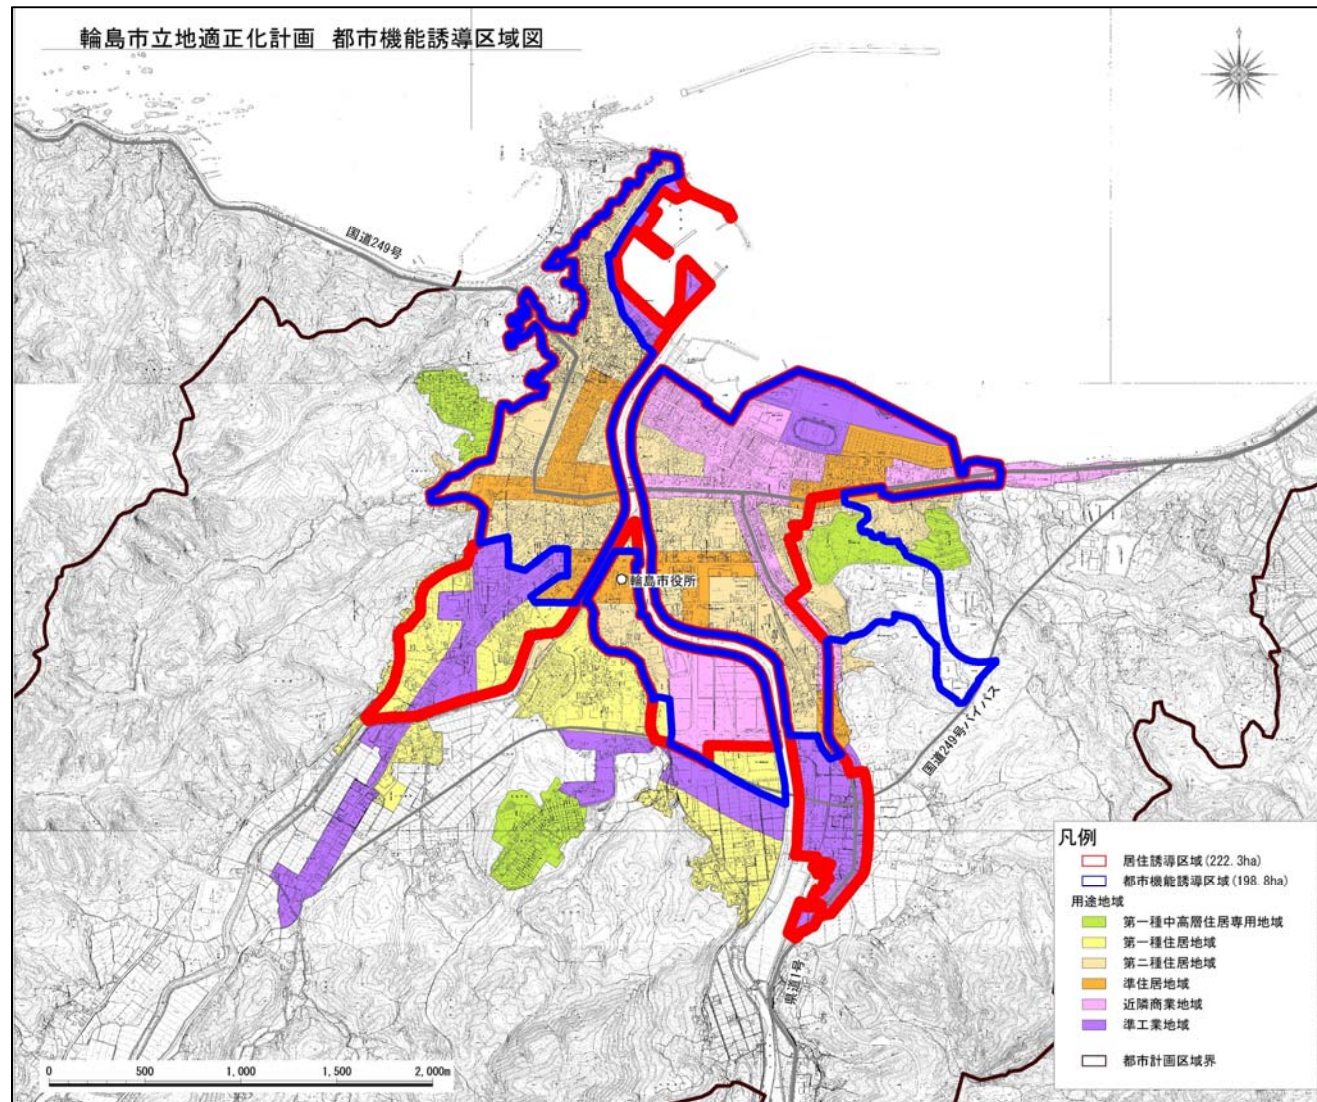 輪島市立地適正化計画 都市機能誘導区域図
国道249号
輪島市役所
国道249号バイパス
県道1号
凡例
居住誘導区域(222.3ha)
都市機能誘導区域(198.8ha)
用途地域
第一種中高層住居専用地域
第一種住居地域
第二種住居地域
準住居地域
近隣商業地域
準工業地域
都市計画区域界
0 500 1,000 1,500 2,000m